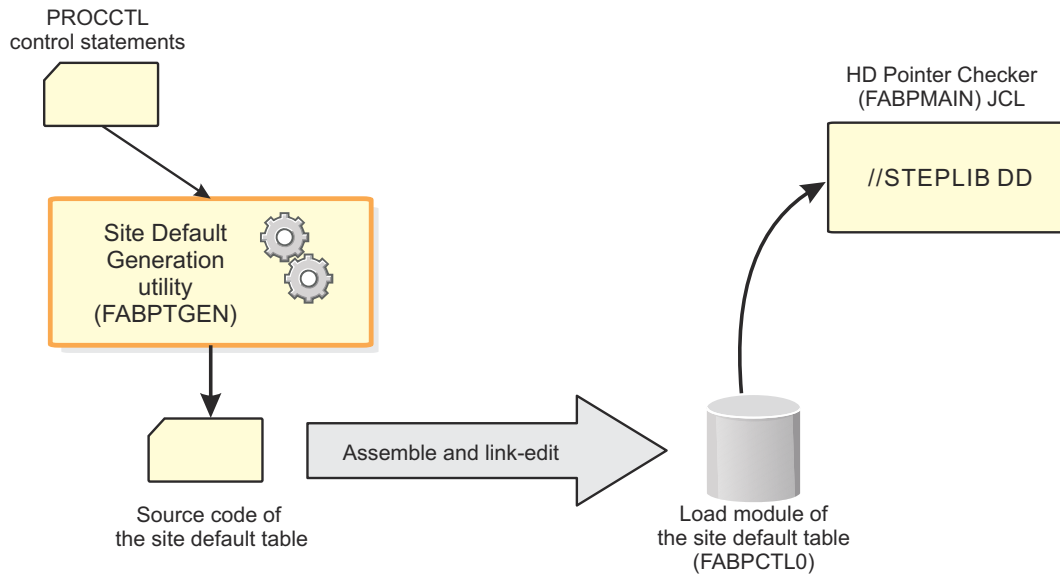 PROCCTL
control statements
HD Pointer Checker
(FABPMAIN) JCL
//STEPLIB DD
Site Default
Generation
utility
(FABPTGEN)
Assemble and link-edit
Source code of
the site default table
Load module of
the site default table
(FABPCTL0)